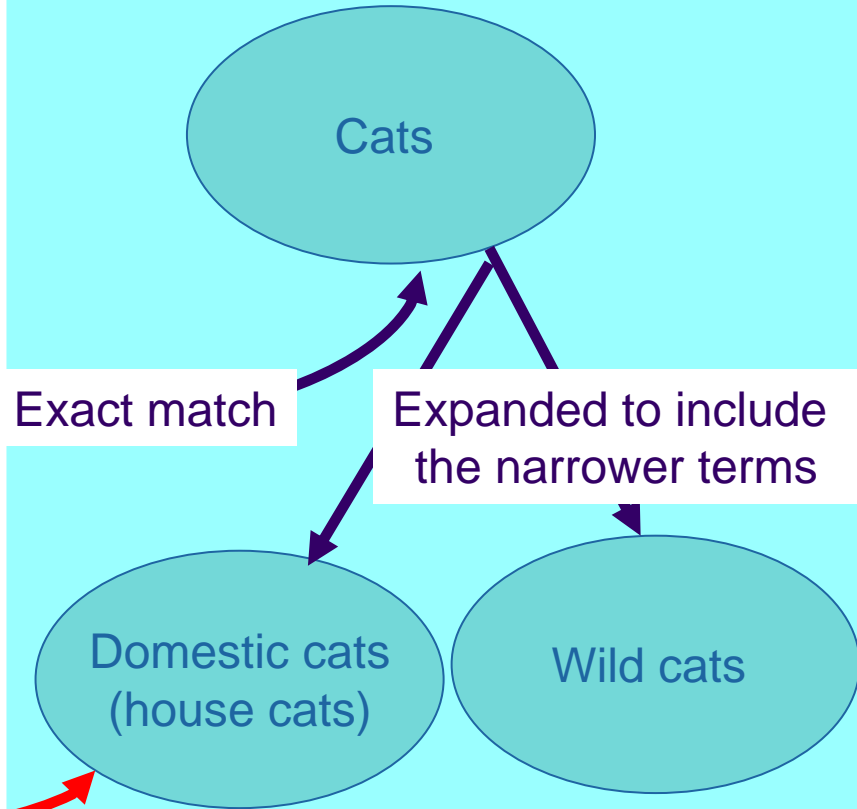 Cats
Exact match
Expanded to include
the narrower terms
Domestic cats
(house cats)
Wild cats